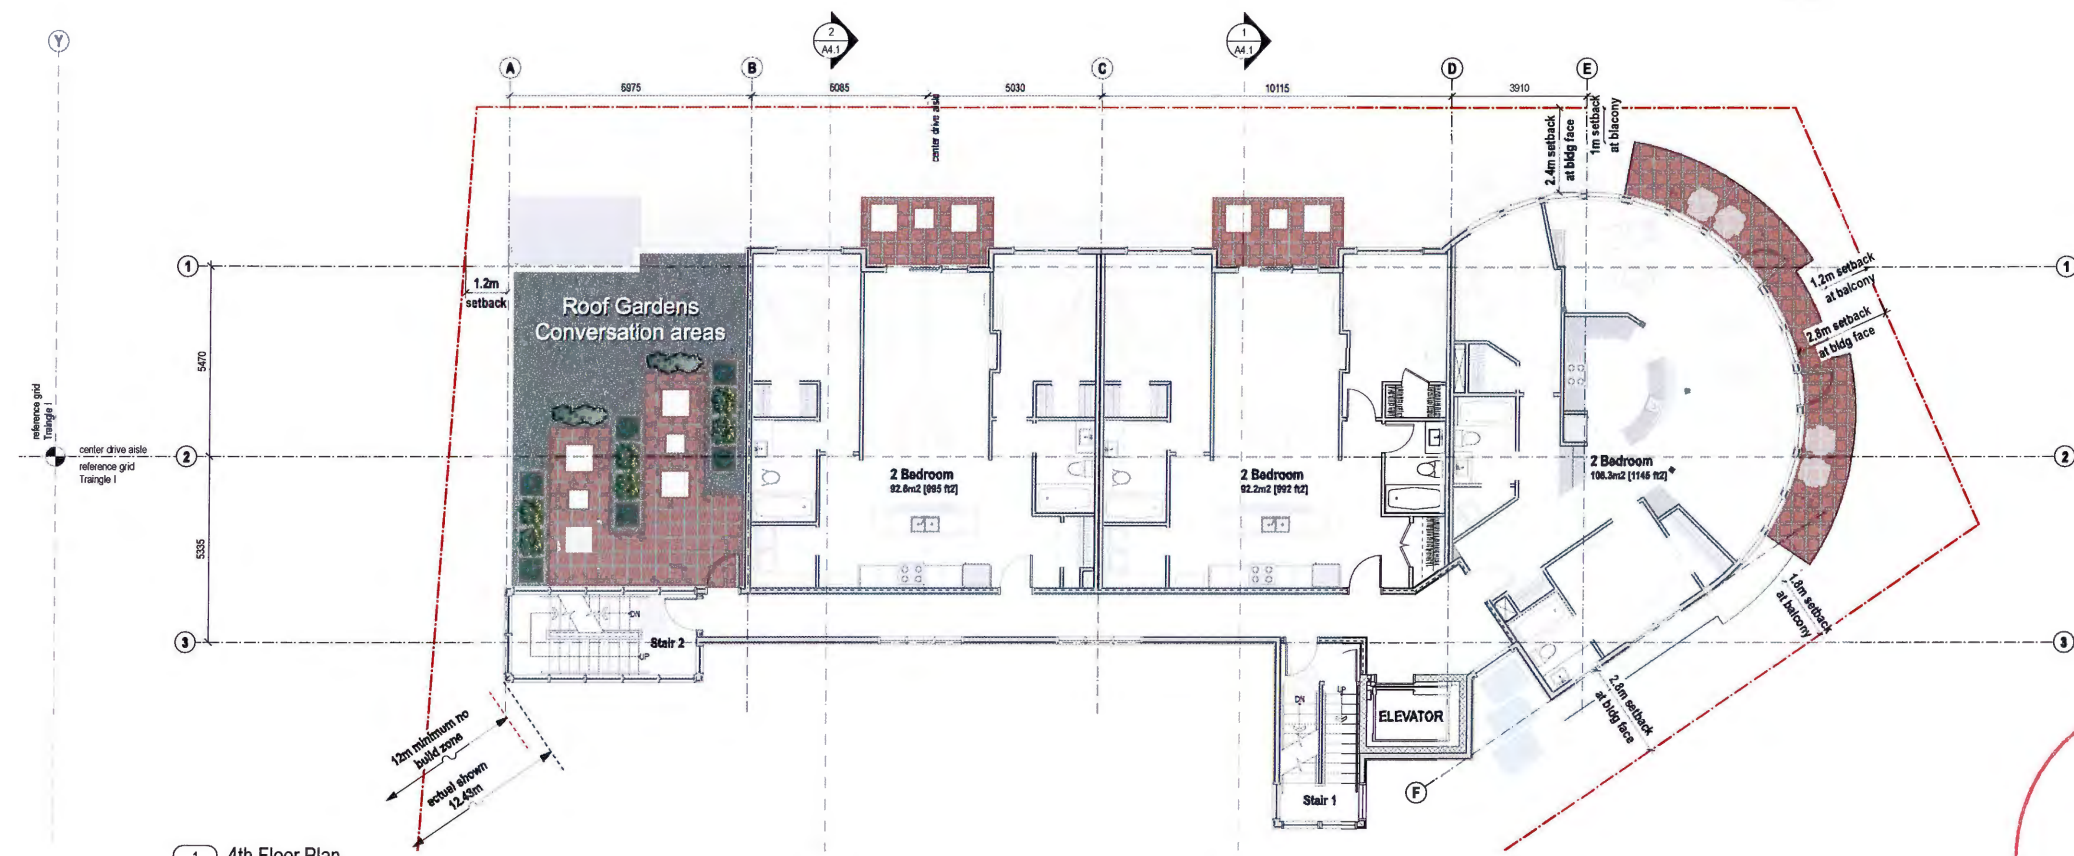 Y
2
A4.1
1
A4.1
A
B
C
D
E
6975
6085
5030
10115
3910
center drive aisle
2.4m setback
at bldg face
1m setback
at blacony
1
1.2m
setback
Roof Gardens
Conversation areas
1.2m setback
at balcony
1
2.8m setback
at bldg face
5470
reference grid
Traingle I
center drive aisle
reference grid
Traingle I
2
2 Bedroom
92.6m2 [995 ft2]
2 Bedroom
92.2m2 [992 ft2]
2 Bedroom
106.3m2 [1145 ft2]
2
5335
1.8m setback
at balcony
3
DN
UP
Stair 2
3
2.8m setback
at bldg face
UP
DN
ELEVATOR
12m minimum no
build zone
actual shown
12.43m
Stair 1
F
1
4th Floor Plan